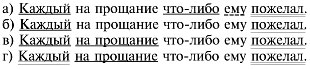 а) Каждый на прощание что-либо ему пожелал.
б) Каждый на прощание что-либо ему пожелал.
в) Каждый на прощание что-либо ему пожелал.
г) Каждый на прощание что-либо ему пожелал.